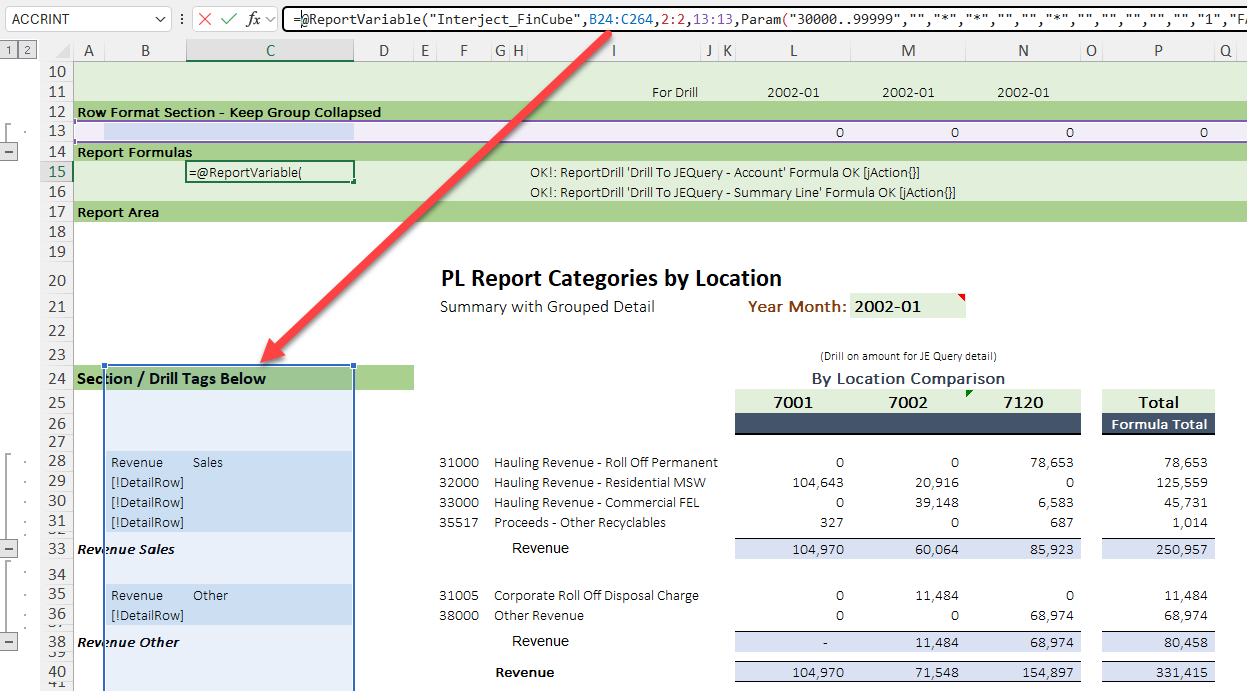 ACCRINT =@ReportVariable("Interject_FinCube",B24:C264,2:2,13:13,Param("30000..99999","","*","*","","","*","","","","","","1","FA
1 2 A B C D E F G H I J K L M N O P Q
10
11 For Drill 2002-01 2002-01 2002-01
12 Row Format Section - Keep Group Collapsed
13 0 0 0 0
14 Report Formulas
15 =@ReportVariable( OK!: ReportDrill 'Drill To JEQuery - Account' Formula OK [jAction{}]
16 OK!: ReportDrill 'Drill To JEQuery - Summary Line' Formula OK [jAction{}]
17 Report Area
18
19
20 PL Report Categories by Location
21 Summary with Grouped Detail Year Month: 2002-01
22
23 (Drill on amount for JE Query detail)
24 Section / Drill Tags Below By Location Comparison
25 7001 7002 7120 Total
26 Formula Total
27
28 Revenue Sales 31000 Hauling Revenue - Roll Off Permanent 0 0 78,653 78,653
29 [!DetailRow] 32000 Hauling Revenue - Residential MSW 104,643 20,916 0 125,559
30 [!DetailRow] 33000 Hauling Revenue - Commercial FEL 0 39,148 6,583 45,731
31 [!DetailRow] 35517 Proceeds - Other Recyclables 327 0 687 1,014
33 Revenue Sales Revenue 104,970 60,064 85,923 250,957
34
35 Revenue Other 31005 Corporate Roll Off Disposal Charge 0 11,484 0 11,484
36 [!DetailRow] 38000 Other Revenue 0 0 68,974 68,974
38 Revenue Other Revenue - 11,484 68,974 80,458
39
40 Revenue 104,970 71,548 154,897 331,415
41